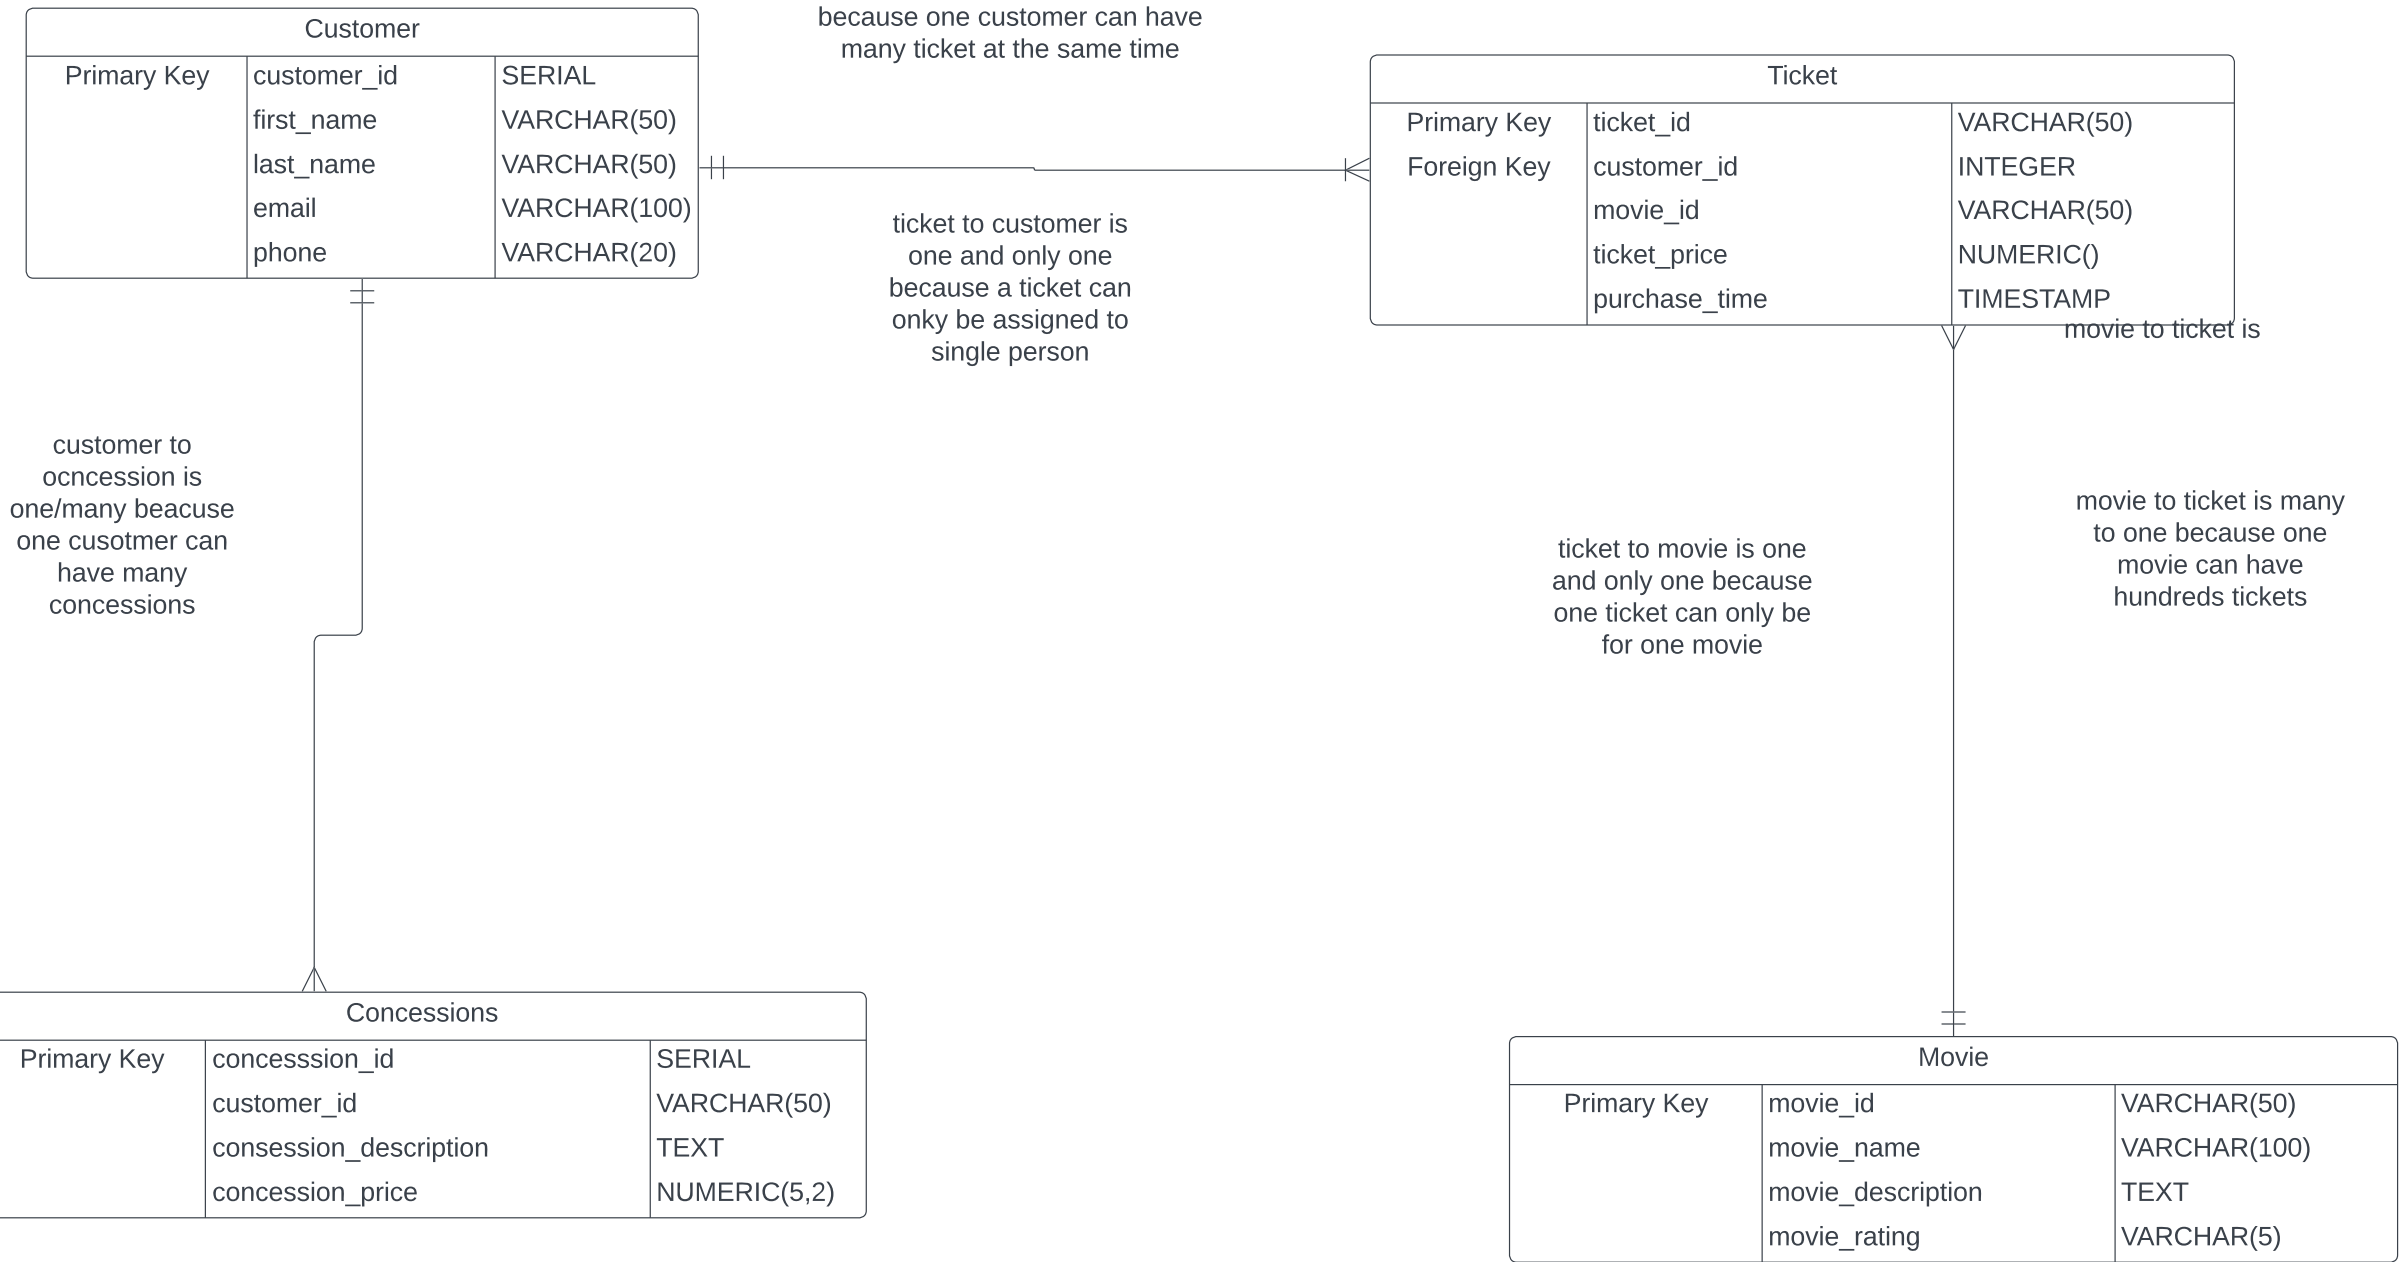 Customer
Primary Key customer_id SERIAL
first_name VARCHAR(50)
last_name VARCHAR(50)
email VARCHAR(100)
phone VARCHAR(20)
because one customer can have
many ticket at the same time
ticket to customer is
one and only one
because a ticket can
onky be assigned to
single person
Ticket
Primary Key ticket_id VARCHAR(50)
Foreign Key customer_id INTEGER
movie_id VARCHAR(50)
ticket_price NUMERIC()
purchase_time TIMESTAMP
movie to ticket is
customer to
ocncession is
one/many beacuse
one cusotmer can
have many
concessions
ticket to movie is one
and only one because
one ticket can only be
for one movie
movie to ticket is many
to one because one
movie can have
hundreds tickets
Concessions
Primary Key concesssion_id SERIAL
customer_id VARCHAR(50)
consession_description TEXT
concession_price NUMERIC(5,2)
Movie
Primary Key movie_id VARCHAR(50)
movie_name VARCHAR(100)
movie_description TEXT
movie_rating VARCHAR(5)